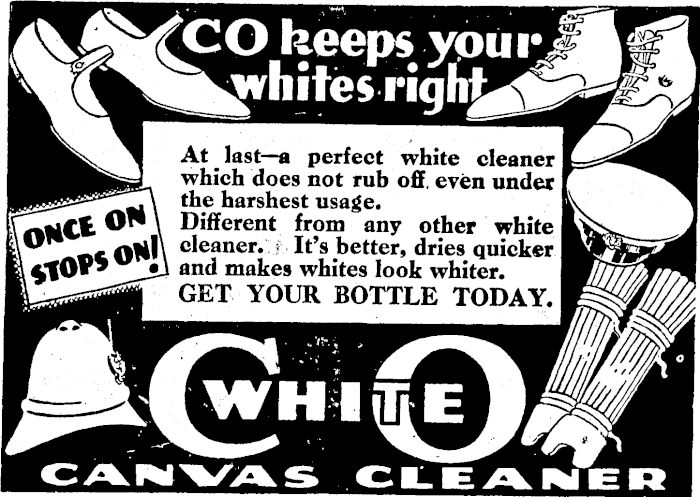 CO keeps your
whites right
At last—a perfect white cleaner
which does not rub off even under
the harshest usage.
Different from any other white
cleaner. It's better, dries quicker
and makes whites look whiter.
GET YOUR BOTTLE TODAY.
ONCE ON
STOPS ON!
CO
WHITE
CANVAS CLEANER